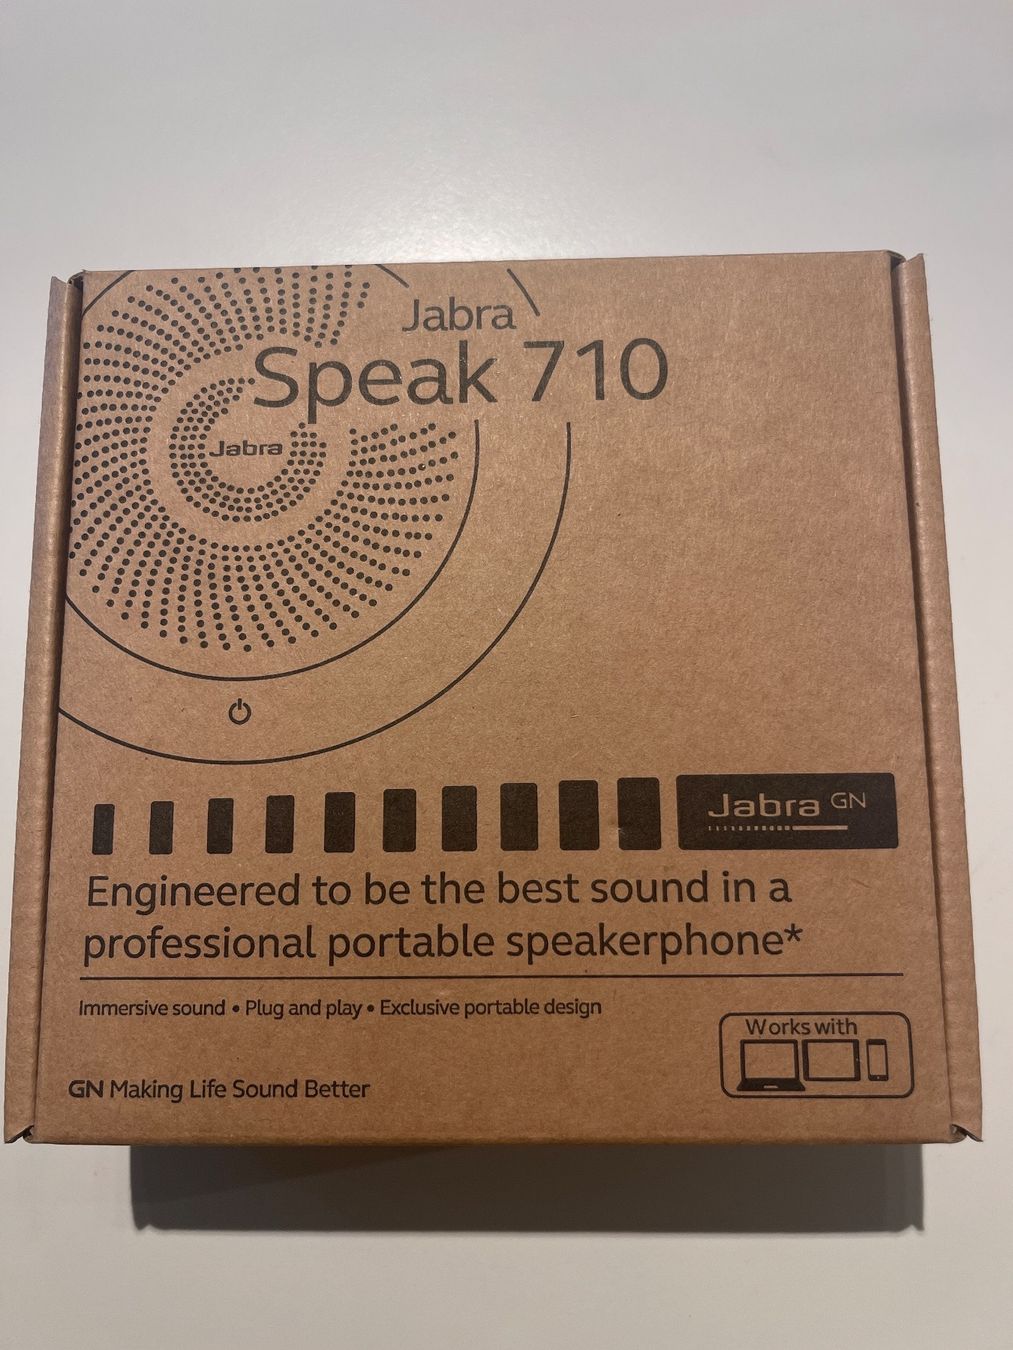 Jabra
Speak 710
Jabra
Jabra GN
Engineered to be the best sound in a
professional portable speakerphone*
Immersive sound • Plug and play • Exclusive portable design
Works with
GN Making Life Sound Better